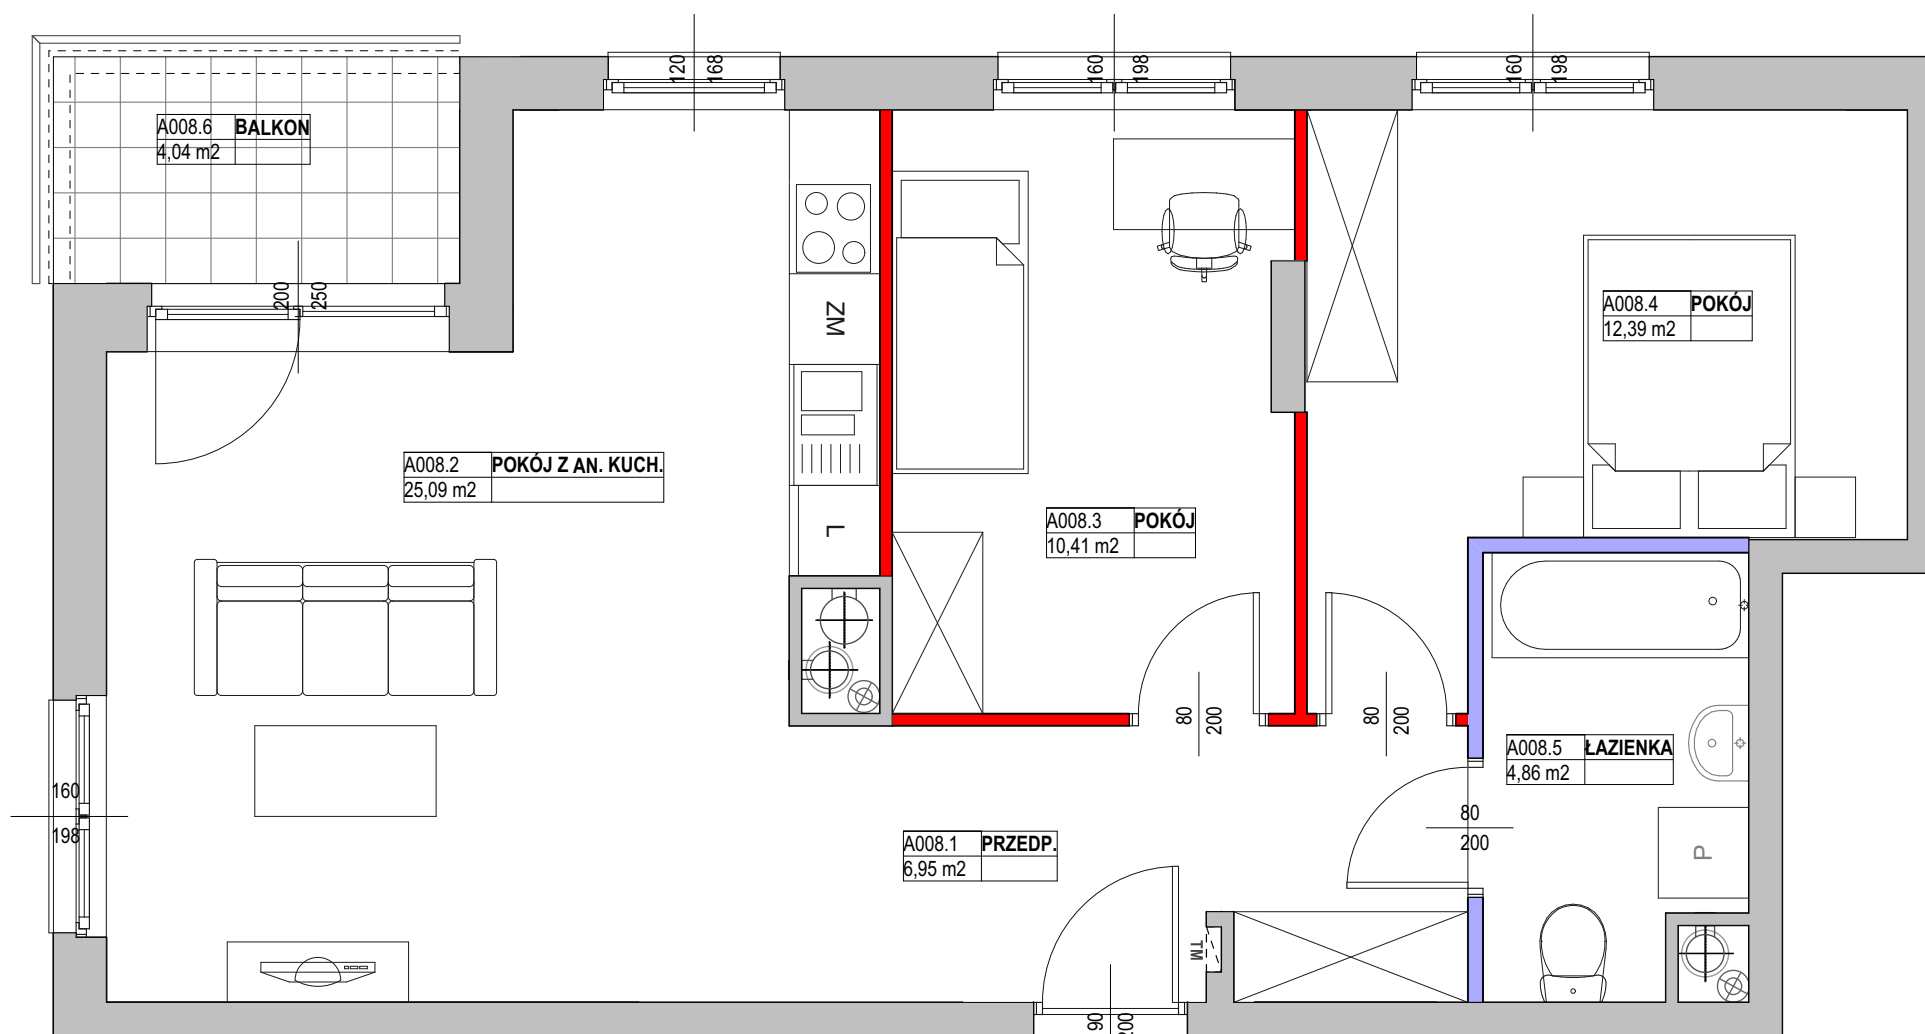 120
168
160
198
160
198
A008.6 BALKON
4,04 m2
200
250
ZM
A008.4 POKÓJ
12,39 m2
A008.2 POKÓJ Z AN. KUCH.
25,09 m2
L
A008.3 POKÓJ
10,41 m2
80
200
80
200
A008.5 ŁAZIENKA
4,86 m2
160
198
80
200
A008.1 PRZEDP.
6,95 m2
P
TM
90
200